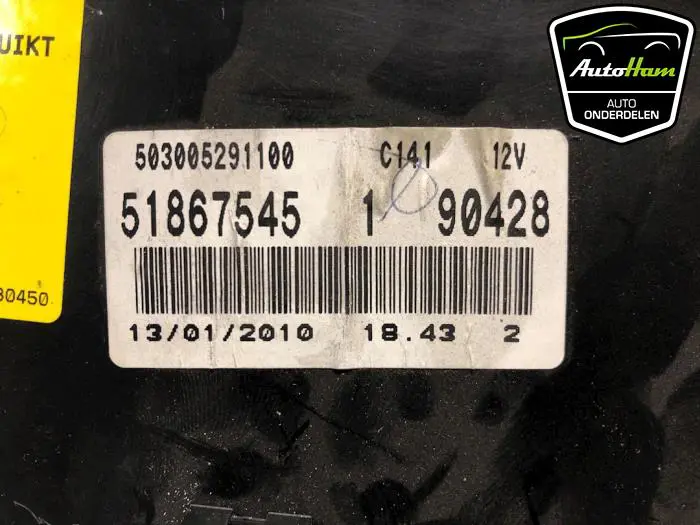 UIKT
AutoHam
AUTO
ONDERDELEN
503005291100 C141 12V
51867545 1 90428
13/01/2010 18.43 2
30450